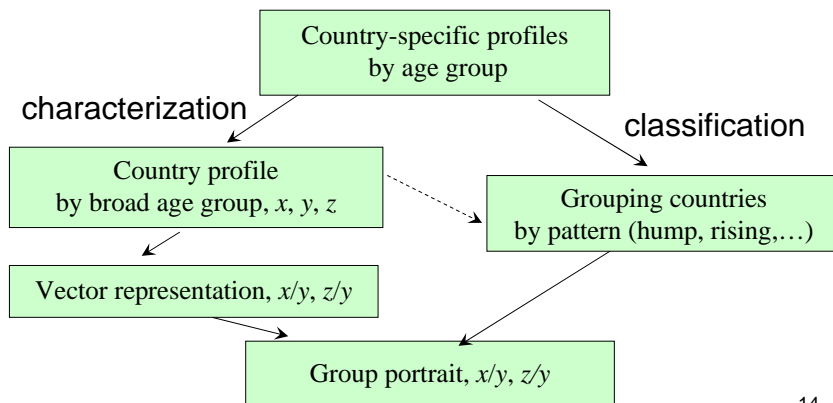 Country-specific profiles
by age group
characterization
classification
Country profile
by broad age group, x, y, z
Grouping countries
by pattern (hump, rising,…)
Vector representation, x/y, z/y
Group portrait, x/y, z/y
14